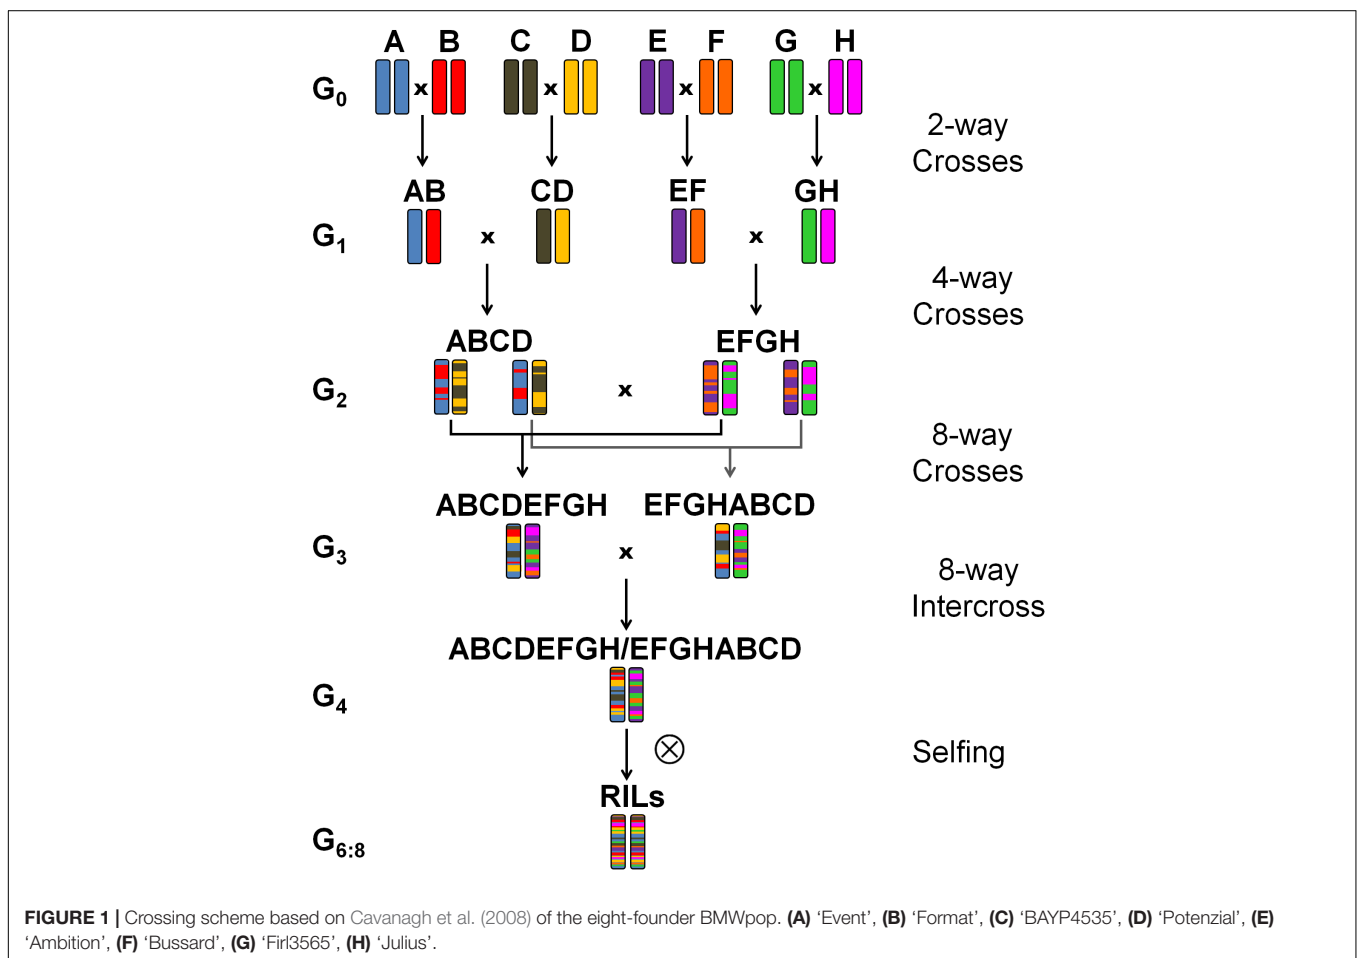 A B C D E F G H
G0 x x x x
2-way
Crosses
AB CD EF GH
G1 x x
4-way
Crosses
ABCD EFGH
G2 x
8-way
Crosses
ABCDEFGH EFGHABCD
G3 x
8-way
Intercross
ABCDEFGH/EFGHABCD
G4
Selfing
RILs
G6:8
FIGURE 1 | Crossing scheme based on Cavanagh et al. (2008) of the eight-founder BMWpop. (A) ‘Event’, (B) ‘Format’, (C) ‘BAYP4535’, (D) ‘Potenzial’, (E)
‘Ambition’, (F) ‘Bussard’, (G) ‘Firl3565’, (H) ‘Julius’.